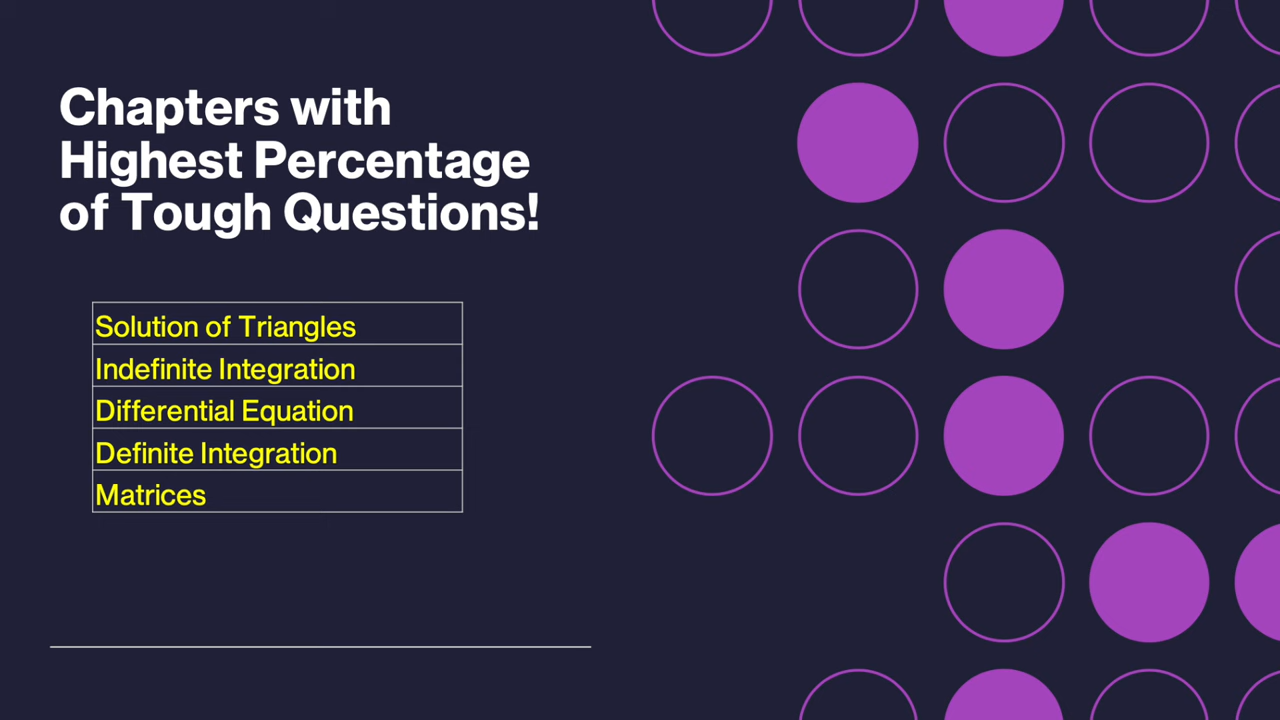 Chapters with
Highest Percentage
of Tough Questions!
Solution of Triangles
Indefinite Integration
Differential Equation
Definite Integration
Matrices